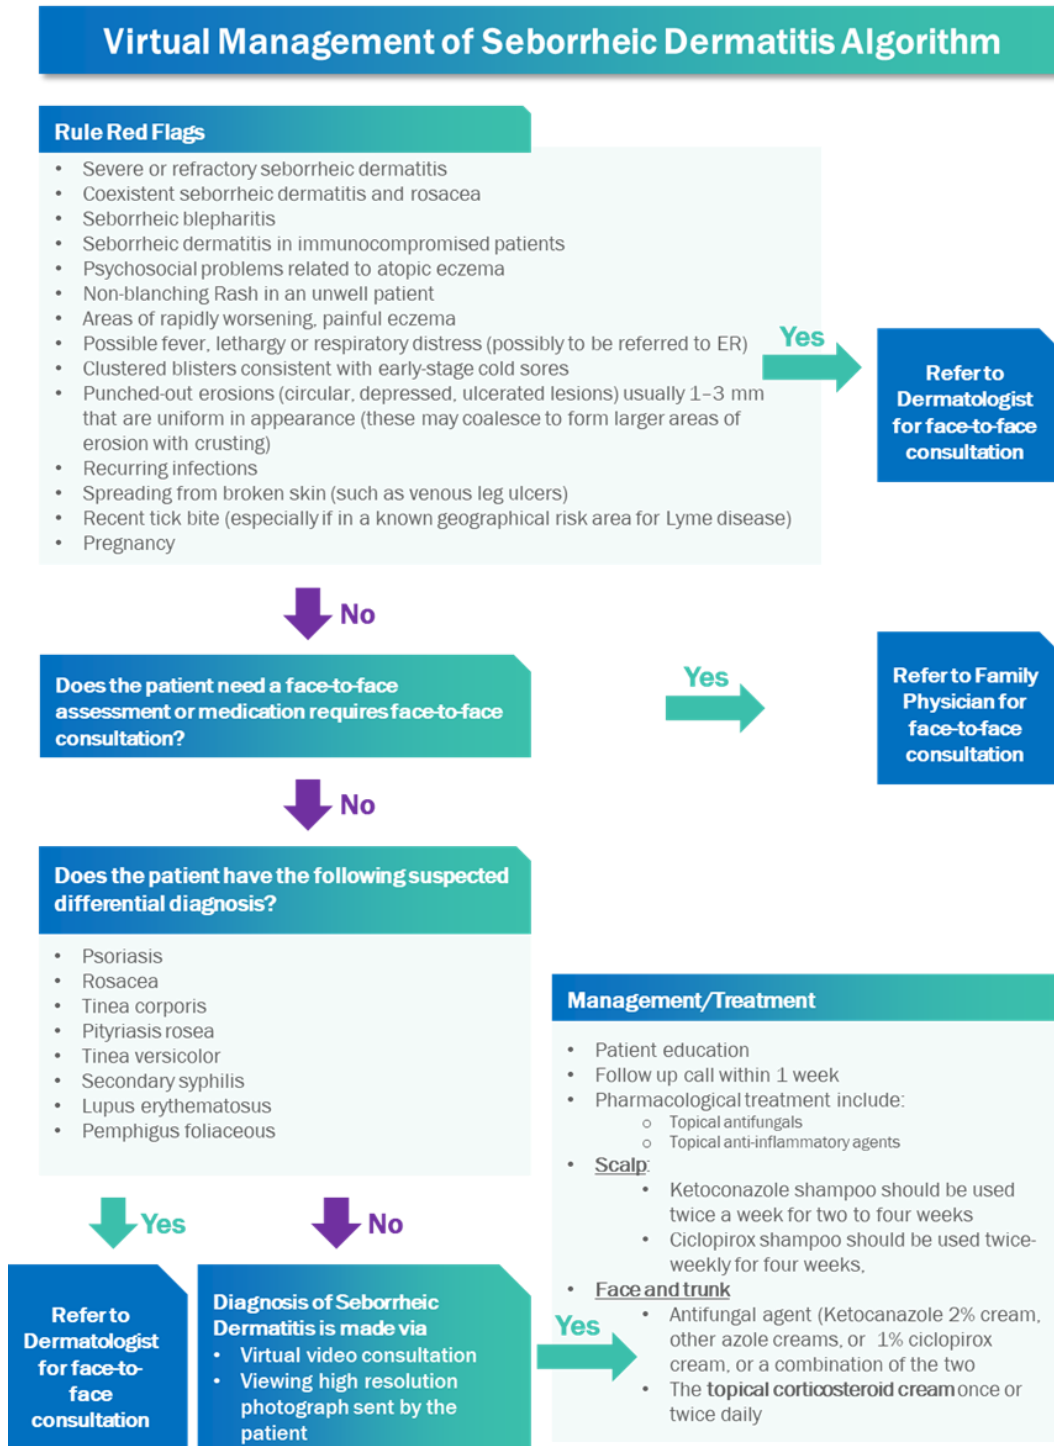 Virtual Management of Seborrheic Dermatitis Algorithm
Rule Red Flags
• Severe or refractory seborrheic dermatitis
• Coexistent seborrheic dermatitis and rosacea
• Seborrheic blepharitis
• Seborrheic dermatitis in immunocompromised patients
• Psychosocial problems related to atopic eczema
• Non-blanching Rash in an unwell patient
• Areas of rapidly worsening, painful eczema
• Possible fever, lethargy or respiratory distress (possibly to be referred to ER)
• Clustered blisters consistent with early-stage cold sores
• Punched-out erosions (circular, depressed, ulcerated lesions) usually 1–3 mm
that are uniform in appearance (these may coalesce to form larger areas of
erosion with crusting)
• Recurring infections
• Spreading from broken skin (such as venous leg ulcers)
• Recent tick bite (especially if in a known geographical risk area for Lyme disease)
• Pregnancy
Yes
Refer to
Dermatologist
for face-to-face
consultation
No
Does the patient need a face-to-face
assessment or medication requires face-to-face
consultation?
Yes
Refer to Family
Physician for
face-to-face
consultation
No
Does the patient have the following suspected
differential diagnosis?
• Psoriasis
• Rosacea
• Tinea corporis
• Pityriasis rosea
• Tinea versicolor
• Secondary syphilis
• Lupus erythematosus
• Pemphigus foliaceous
Yes
Refer to
Dermatologist
for face-to-
face
consultation
No
Diagnosis of Seborrheic
Dermatitis is made via
• Virtual video consultation
• Viewing high resolution
photograph sent by the
patient
Yes
Management/Treatment
• Patient education
• Follow up call within 1 week
• Pharmacological treatment include:
o Topical antifungals
o Topical anti-inflammatory agents
• Scalp:
• Ketoconazole shampoo should be used
twice a week for two to four weeks
• Ciclopirox shampoo should be used twice-
weekly for four weeks,
• Face and trunk
• Antifungal agent (Ketocanazole 2% cream,
other azole creams, or 1% ciclopirox
cream, or a combination of the two
• The topical corticosteroid cream once or
twice daily